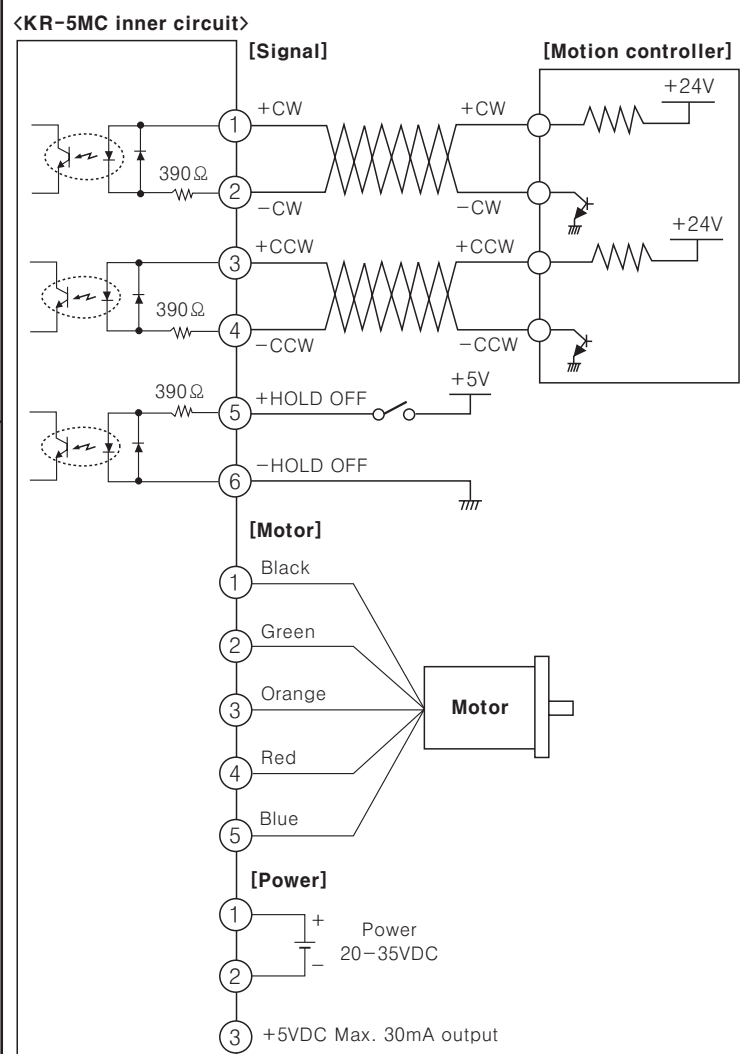 <KR-5MC inner circuit>
[Signal]
[Motion controller]
+24V
+CW
+CW
1
390Ω
2
-CW
-CW
+24V
+CCW
+CCW
3
390Ω
4
-CCW
-CCW
+5V
390Ω
+HOLD OFF
5
-HOLD OFF
6
[Motor]
Black
1
Green
2
Orange
3
Motor
Red
4
Blue
5
[Power]
1
+
Power
20-35VDC
-
2
3
+5VDC Max. 30mA output